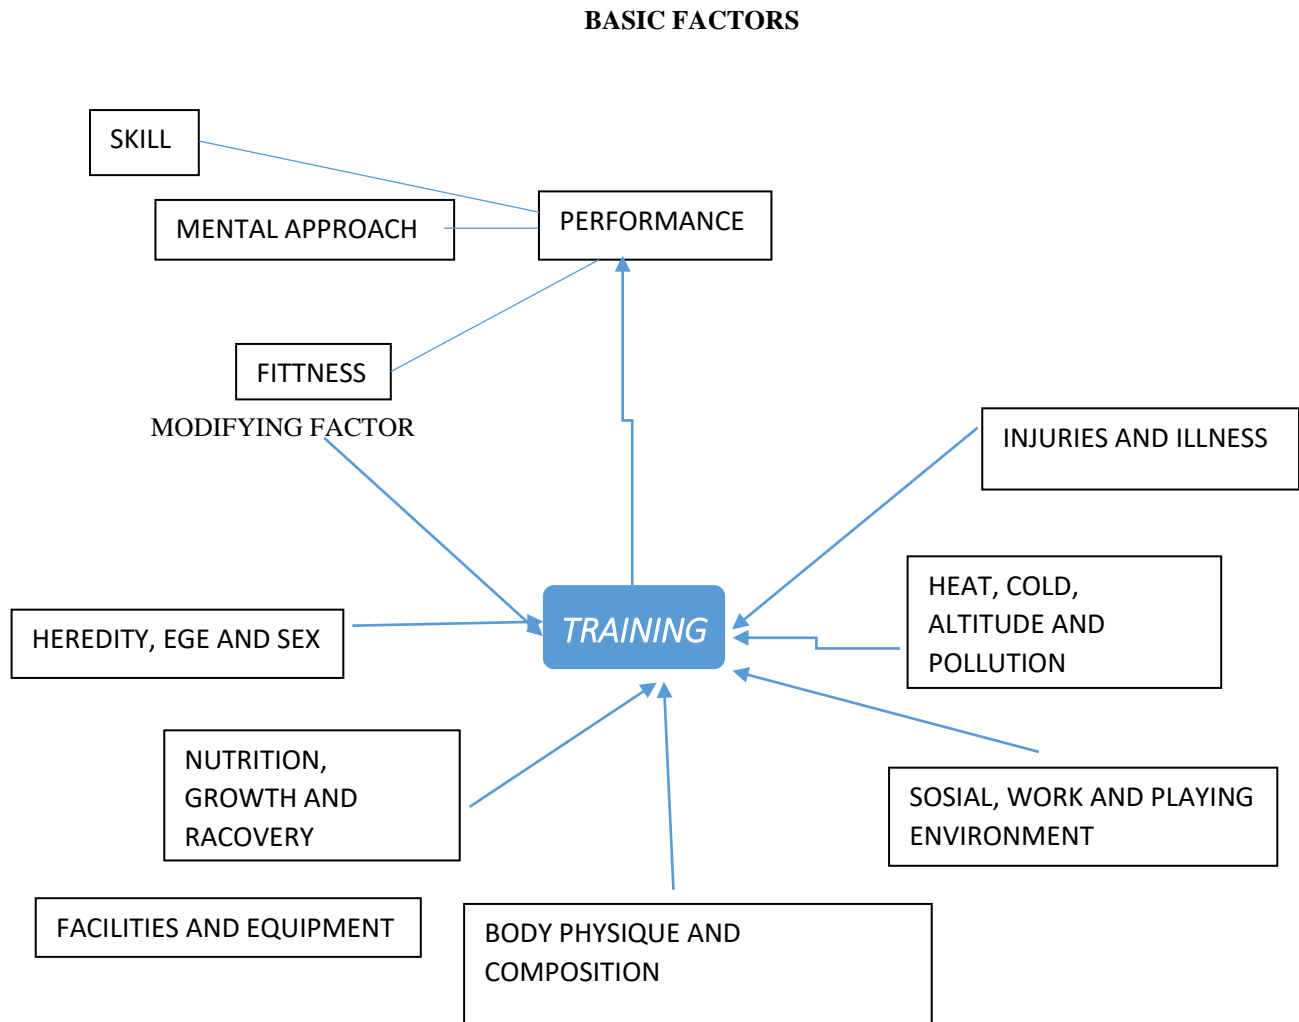 BASIC FACTORS
SKILL
MENTAL APPROACH
PERFORMANCE
FITTNESS
MODIFYING FACTOR
INJURIES AND ILLNESS
HEAT, COLD,
ALTITUDE AND
POLLUTION
TRAINING
HEREDITY, EGE AND SEX
NUTRITION,
GROWTH AND
RACOVERY
SOSIAL, WORK AND PLAYING
ENVIRONMENT
FACILITIES AND EQUIPMENT
BODY PHYSIQUE AND
COMPOSITION